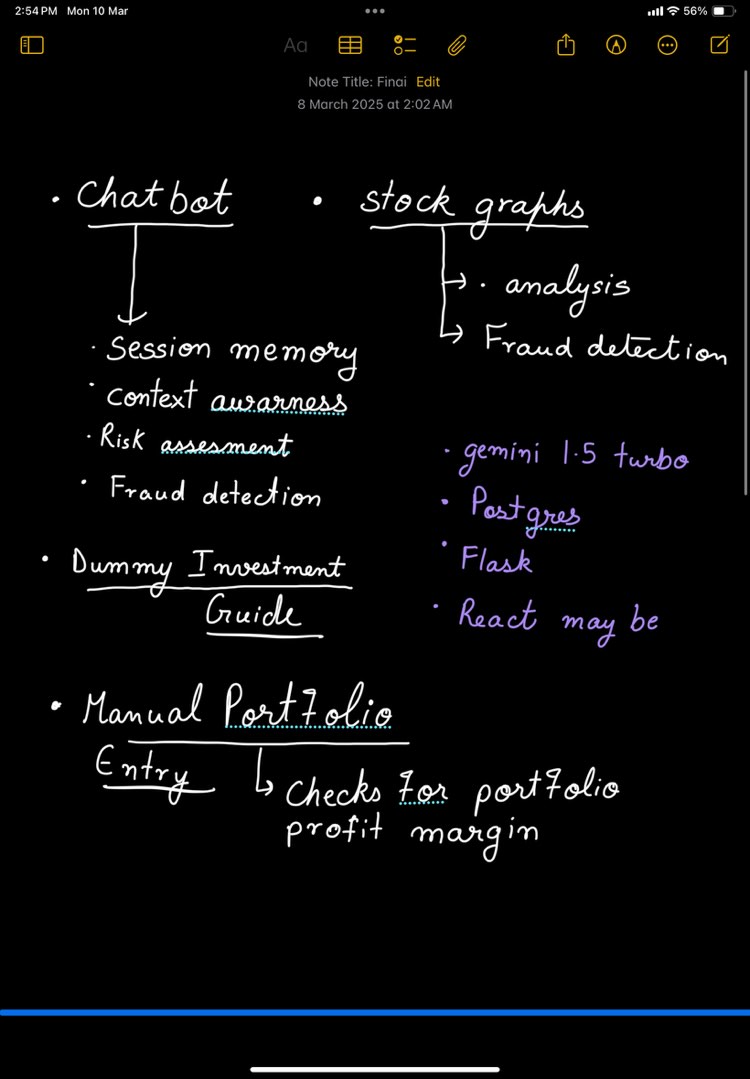 2:54 PM Mon 10 Mar
56%
Aa
Note Title: Finai Edit
8 March 2025 at 2:02 AM
• Chatbot
• Session memory
• Context awarness
• Risk assesment
• Fraud detection
• stock graphs
• analysis
Fraud detection
• gemini 1.5 turbo
• Postgres
• Flask
• React may be
• Dummy Investment
Guide
• Manual Portfolio
Entry
Checks for portfolio
profit margin